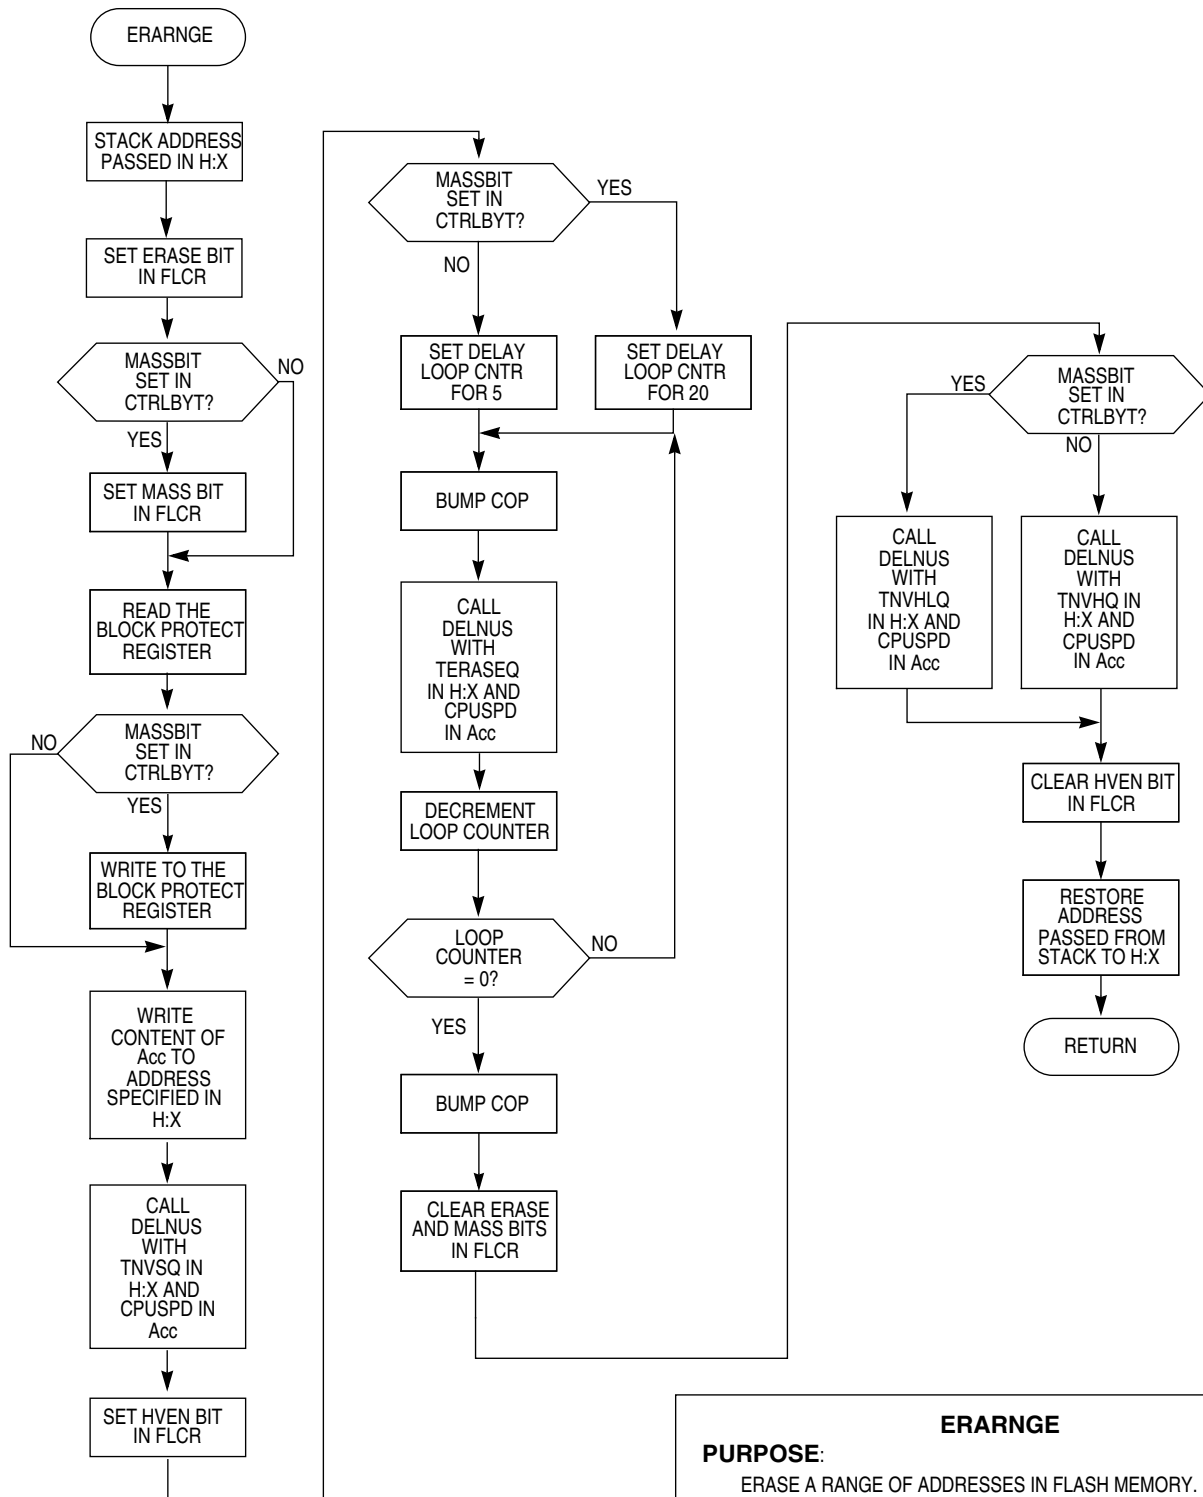 ERARNGE
STACK ADDRESS
PASSED IN H:X
SET ERASE BIT
IN FLCR
MASSBIT
SET IN
CTRLBYT?
NO
YES
SET MASS BIT
IN FLCR
READ THE
BLOCK PROTECT
REGISTER
MASSBIT
SET IN
CTRLBYT?
NO
YES
WRITE TO THE
BLOCK PROTECT
REGISTER
WRITE
CONTENT OF
Acc TO
ADDRESS
SPECIFIED IN
H:X
CALL
DELNUS
WITH
TNVSQ IN
H:X AND
CPUSPD IN
Acc
SET HVEN BIT
IN FLCR
MASSBIT
SET IN
CTRLBYT?
YES
NO
SET DELAY
LOOP CNTR
FOR 5
SET DELAY
LOOP CNTR
FOR 20
BUMP COP
CALL
DELNUS
WITH
TERASEQ
IN H:X AND
CPUSPD
IN Acc
DECREMENT
LOOP COUNTER
LOOP
COUNTER
= 0?
NO
YES
BUMP COP
CLEAR ERASE
AND MASS BITS
IN FLCR
MASSBIT
SET IN
CTRLBYT?
YES
NO
CALL
DELNUS
WITH
TNVHLQ
IN H:X AND
CPUSPD
IN Acc
CALL
DELNUS
WITH
TNVHQ IN
H:X AND
CPUSPD
IN Acc
CLEAR HVEN BIT
IN FLCR
RESTORE
ADDRESS
PASSED FROM
STACK TO H:X
RETURN
ERARNGE
PURPOSE:
ERASE A RANGE OF ADDRESSES IN FLASH MEMORY.